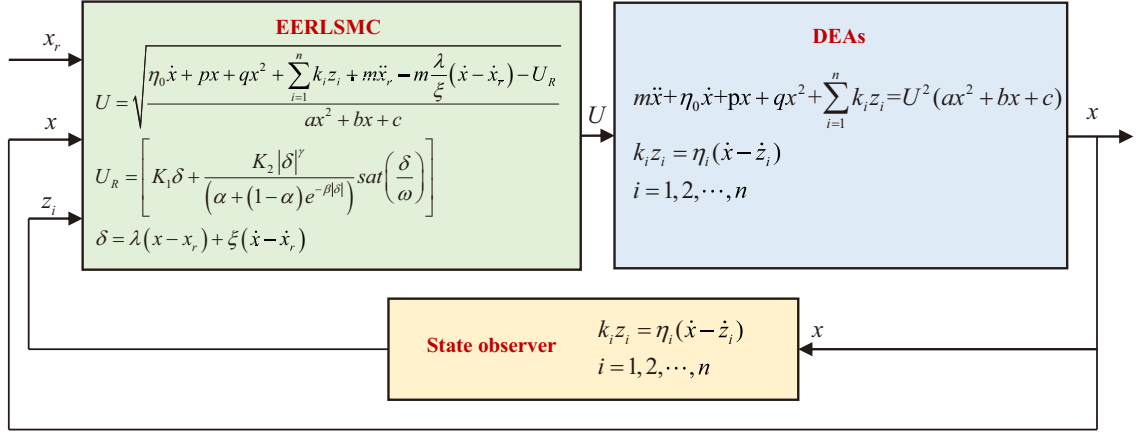 EERLSMC
x_r
U = \sqrt{\frac{\eta_0 \dot{x} + px + qx^2 + \sum_{i=1}^{n} k_i z_i + m\ddot{x}_r - m\frac{\lambda}{\xi}(\dot{x} - \dot{x}_r) - U_R}{ax^2 + bx + c}}
x
U_R = \left[ K_1 \delta + \frac{K_2 |\delta|^\gamma}{\left(\alpha + (1-\alpha) e^{-\beta|\delta|}\right)} sat\left(\frac{\delta}{\omega}\right) \right]
z_i
\delta = \lambda(x - x_r) + \xi(\dot{x} - \dot{x}_r)
U
DEAs
m\ddot{x} + \eta_0 \dot{x} + px + qx^2 + \sum_{i=1}^{n} k_i z_i = U^2(ax^2 + bx + c)
k_i z_i = \eta_i(\dot{x} - \dot{z}_i)
i = 1, 2, \cdots, n
x
State observer
k_i z_i = \eta_i(\dot{x} - \dot{z}_i)
i = 1, 2, \cdots, n
x